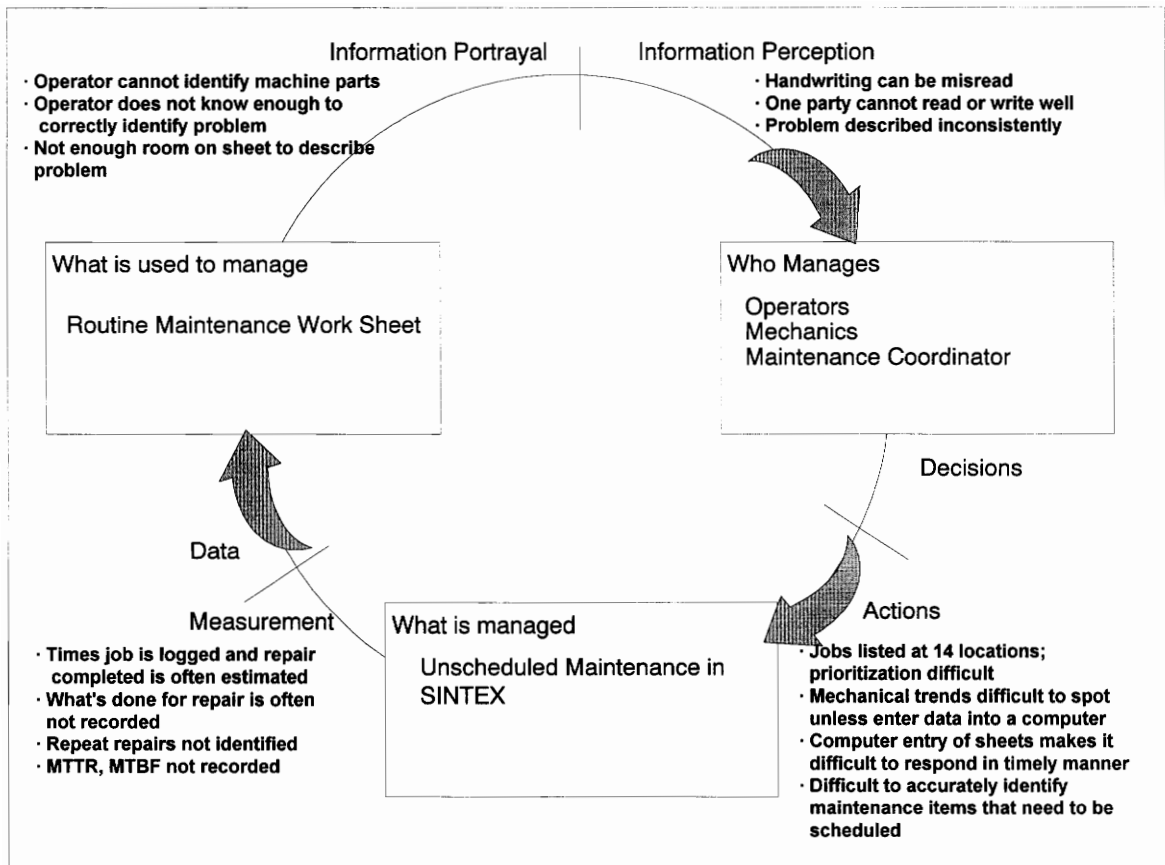 Information Portrayal
· Operator cannot identify machine parts
· Operator does not know enough to
correctly identify problem
· Not enough room on sheet to describe
problem
Information Perception
· Handwriting can be misread
· One party cannot read or write well
· Problem described inconsistently
What is used to manage
Routine Maintenance Work Sheet
Who Manages
Operators
Mechanics
Maintenance Coordinator
Decisions
Actions
· Jobs listed at 14 locations;
prioritization difficult
· Mechanical trends difficult to spot
unless enter data into a computer
· Computer entry of sheets makes it
difficult to respond in timely manner
· Difficult to accurately identify
maintenance items that need to be
scheduled
What is managed
Unscheduled Maintenance in
SINTEX
Data
Measurement
· Times job is logged and repair
completed is often estimated
· What's done for repair is often
not recorded
· Repeat repairs not identified
· MTTR, MTBF not recorded